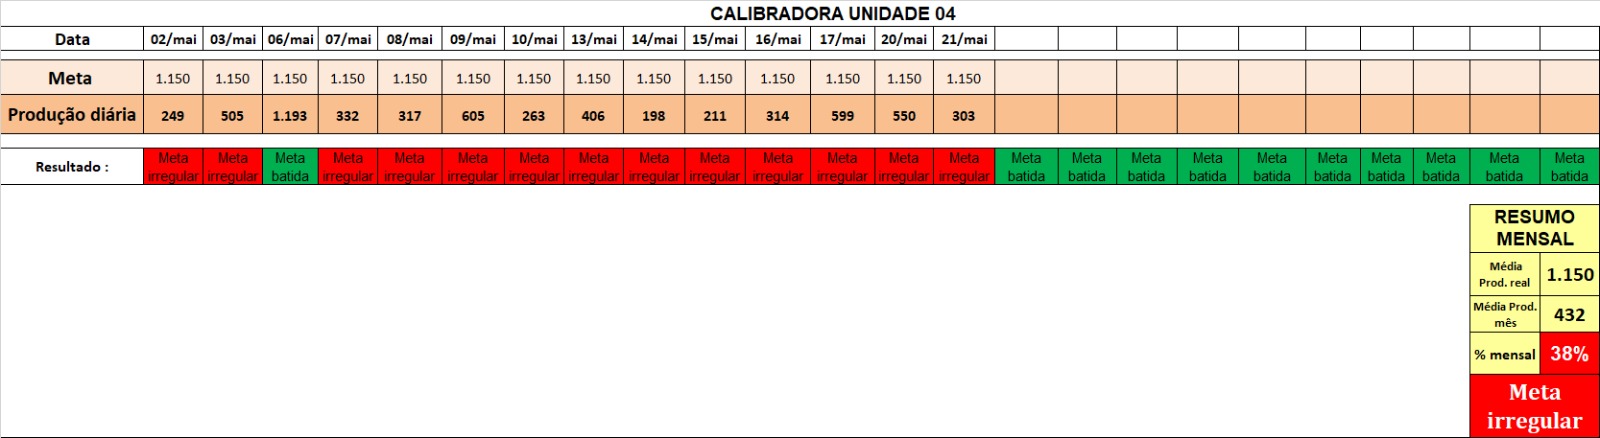 CALIBRADORA UNIDADE 04
Data 02/mai 03/mai 06/mai 07/mai 08/mai 09/mai 10/mai 13/mai 14/mai 15/mai 16/mai 17/mai 20/mai 21/mai
Meta 1.150 1.150 1.150 1.150 1.150 1.150 1.150 1.150 1.150 1.150 1.150 1.150 1.150 1.150
Produção diária 249 505 1.193 332 317 605 263 406 198 211 314 599 550 303
Resultado : Meta irregular Meta irregular Meta batida Meta irregular Meta irregular Meta irregular Meta irregular Meta irregular Meta irregular Meta irregular Meta irregular Meta irregular Meta irregular Meta irregular Meta batida Meta batida Meta batida Meta batida Meta batida Meta batida Meta batida Meta batida Meta batida Meta batida
RESUMO
MENSAL
Média
Prod. real 1.150
Média Prod.
mês 432
% mensal 38%
Meta
irregular